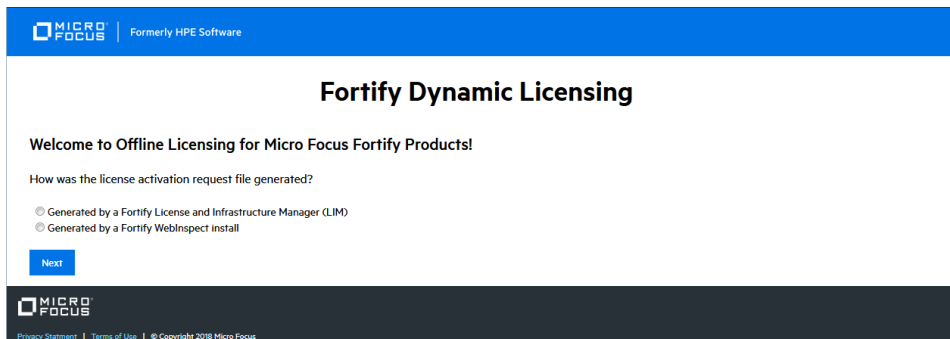 MICRO FOCUS
Formerly HPE Software
Fortify Dynamic Licensing
Welcome to Offline Licensing for Micro Focus Fortify Products!
How was the license activation request file generated?
Generated by a Fortify License and Infrastructure Manager (LIM)
Generated by a Fortify WebInspect install
Next
MICRO FOCUS
Privacy Statment | Terms of Use | © Copyright 2018 Micro Focus